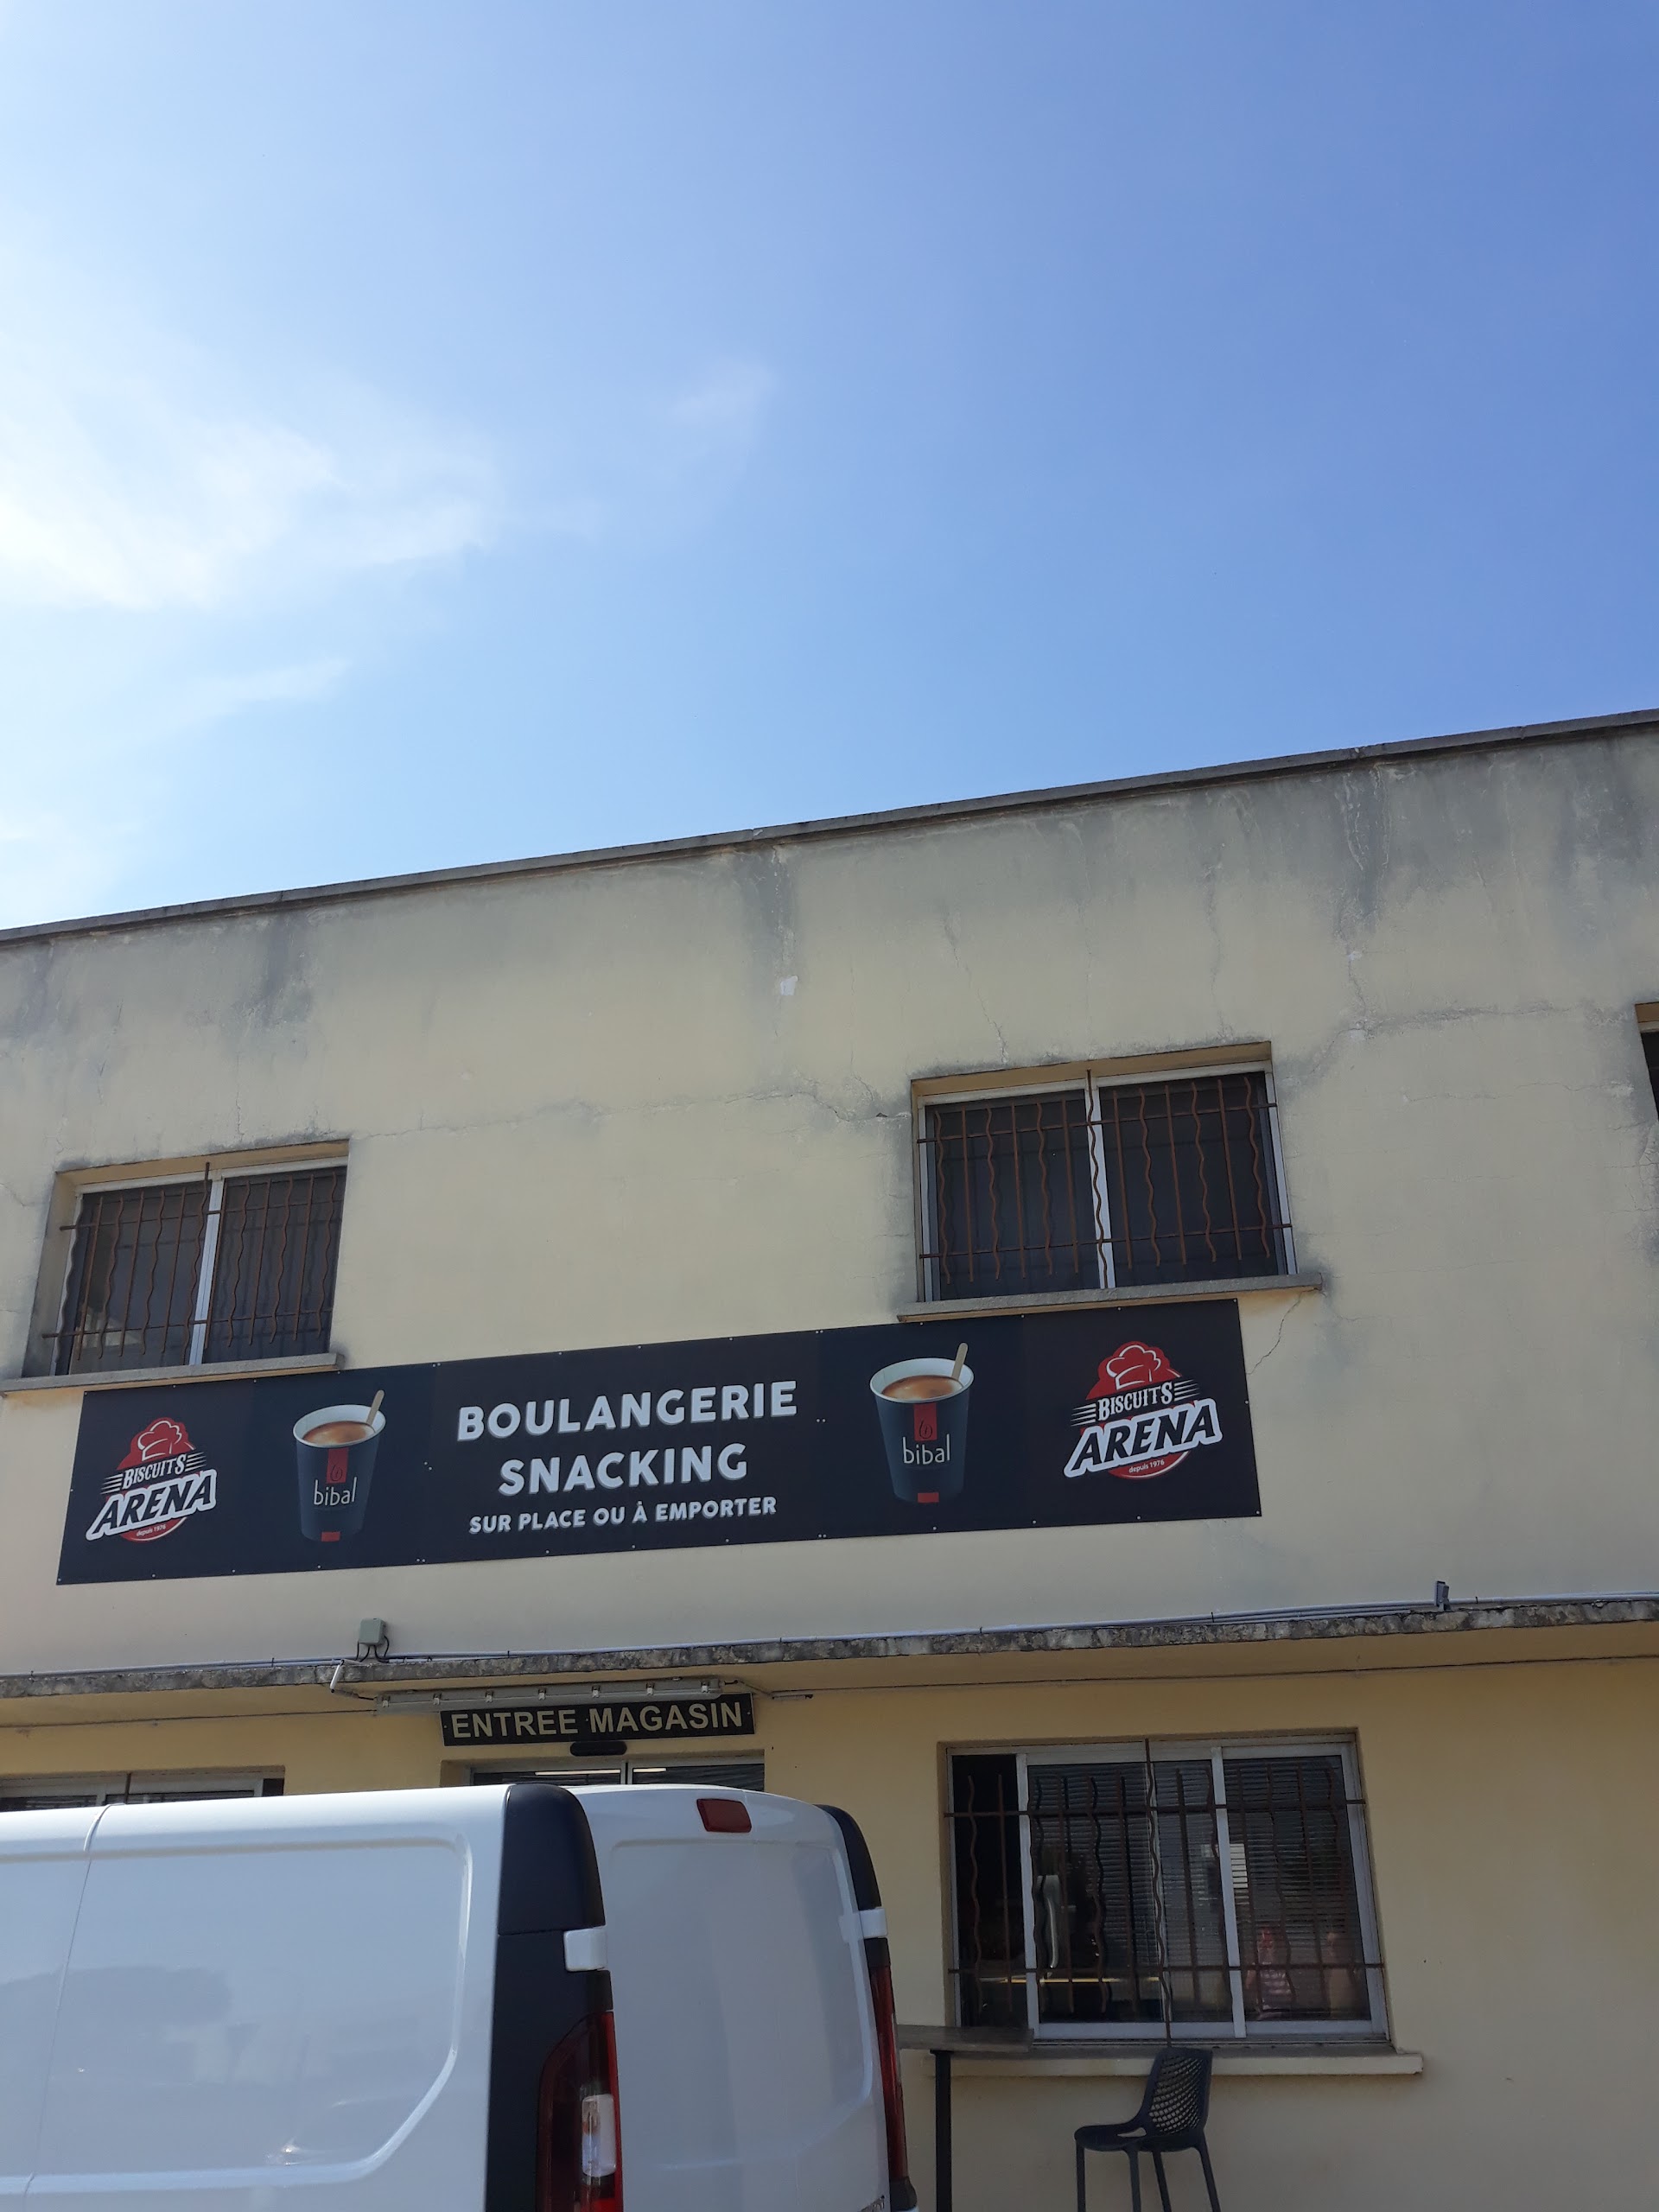 BISCUITS
ARENA
depuis 1976
bibal
BOULANGERIE
SNACKING
SUR PLACE OU À EMPORTER
bibal
BISCUITS
ARENA
depuis 1976
ENTREE MAGASIN